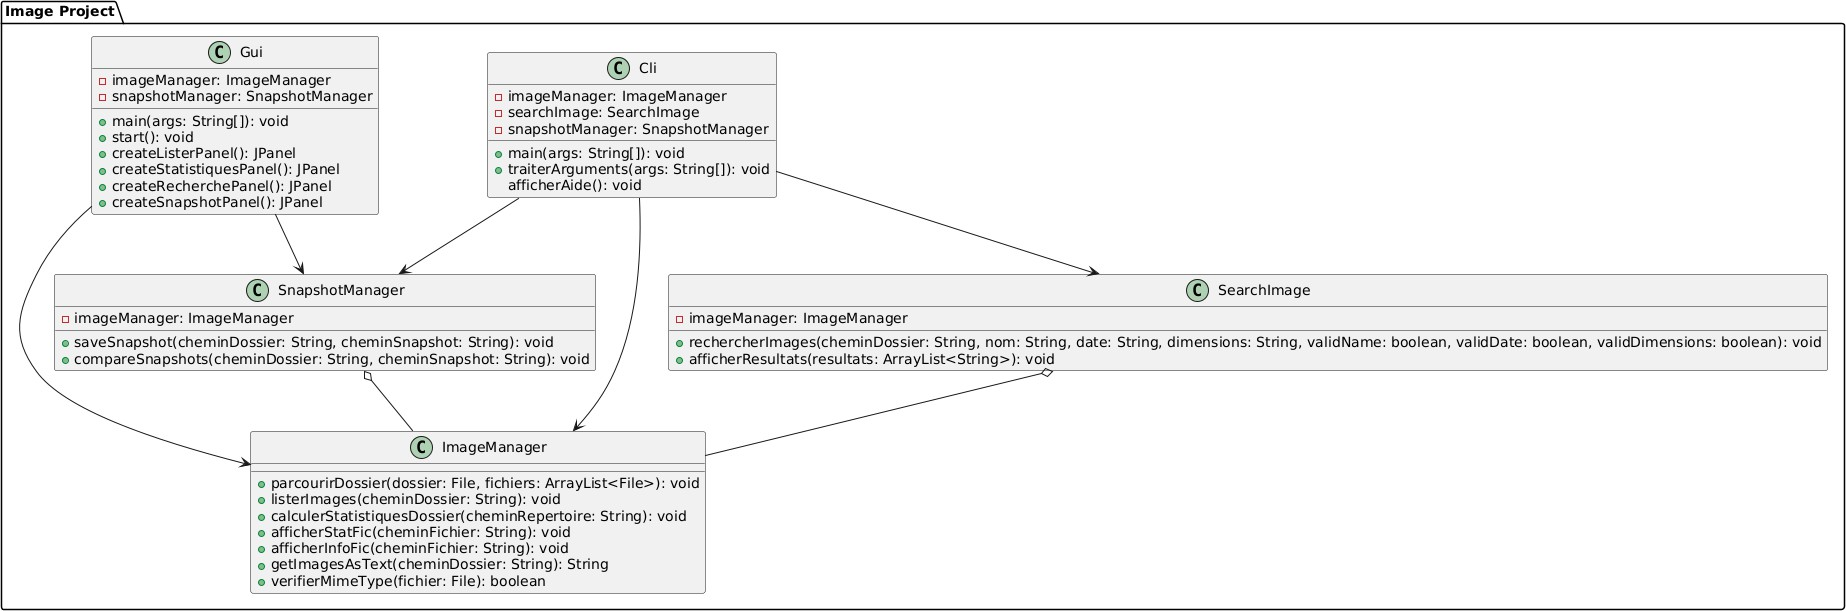 Image Project
C Gui
imageManager: ImageManager
snapshotManager: SnapshotManager
main(args: String[]): void
start(): void
createListerPanel(): JPanel
createStatistiquesPanel(): JPanel
createRecherchePanel(): JPanel
createSnapshotPanel(): JPanel
C Cli
imageManager: ImageManager
searchImage: SearchImage
snapshotManager: SnapshotManager
main(args: String[]): void
traiterArguments(args: String[]): void
afficherAide(): void
C SnapshotManager
imageManager: ImageManager
saveSnapshot(cheminDossier: String, cheminSnapshot: String): void
compareSnapshots(cheminDossier: String, cheminSnapshot: String): void
C SearchImage
imageManager: ImageManager
rechercherImages(cheminDossier: String, nom: String, date: String, dimensions: String, validName: boolean, validDate: boolean, validDimensions: boolean): void
afficherResultats(resultats: ArrayList<String>): void
C ImageManager
parcourirDossier(dossier: File, fichiers: ArrayList<File>): void
listerImages(cheminDossier: String): void
calculerStatistiquesDossier(cheminRepertoire: String): void
afficherStatFic(cheminFichier: String): void
afficherInfoFic(cheminFichier: String): void
getImagesAsText(cheminDossier: String): String
verifierMimeType(fichier: File): boolean